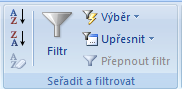 Filtr
Výběr
Upřesnit
Přepnout filtr
Seřadit a filtrovat